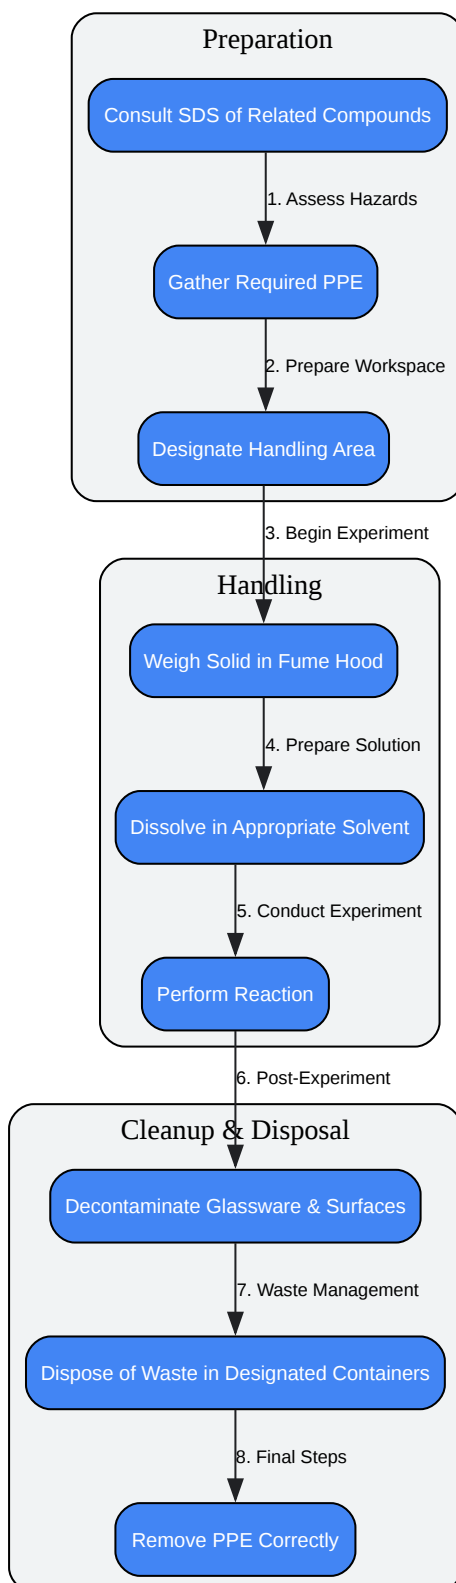 Preparation
Consult SDS of Related Compounds
1. Assess Hazards
Gather Required PPE
2. Prepare Workspace
Designate Handling Area
3. Begin Experiment
Handling
Weigh Solid in Fume Hood
4. Prepare Solution
Dissolve in Appropriate Solvent
5. Conduct Experiment
Perform Reaction
6. Post-Experiment
Cleanup & Disposal
Decontaminate Glassware & Surfaces
7. Waste Management
Dispose of Waste in Designated Containers
8. Final Steps
Remove PPE Correctly